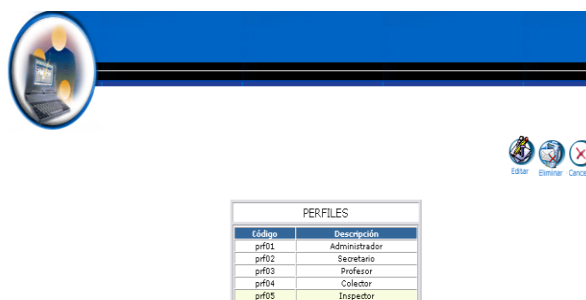 Editar Eliminar
PERFILES
Código Descripción
prf01 Administrador
prf02 Secretario
prf03 Profesor
prf04 Colector
prf05 Inspector